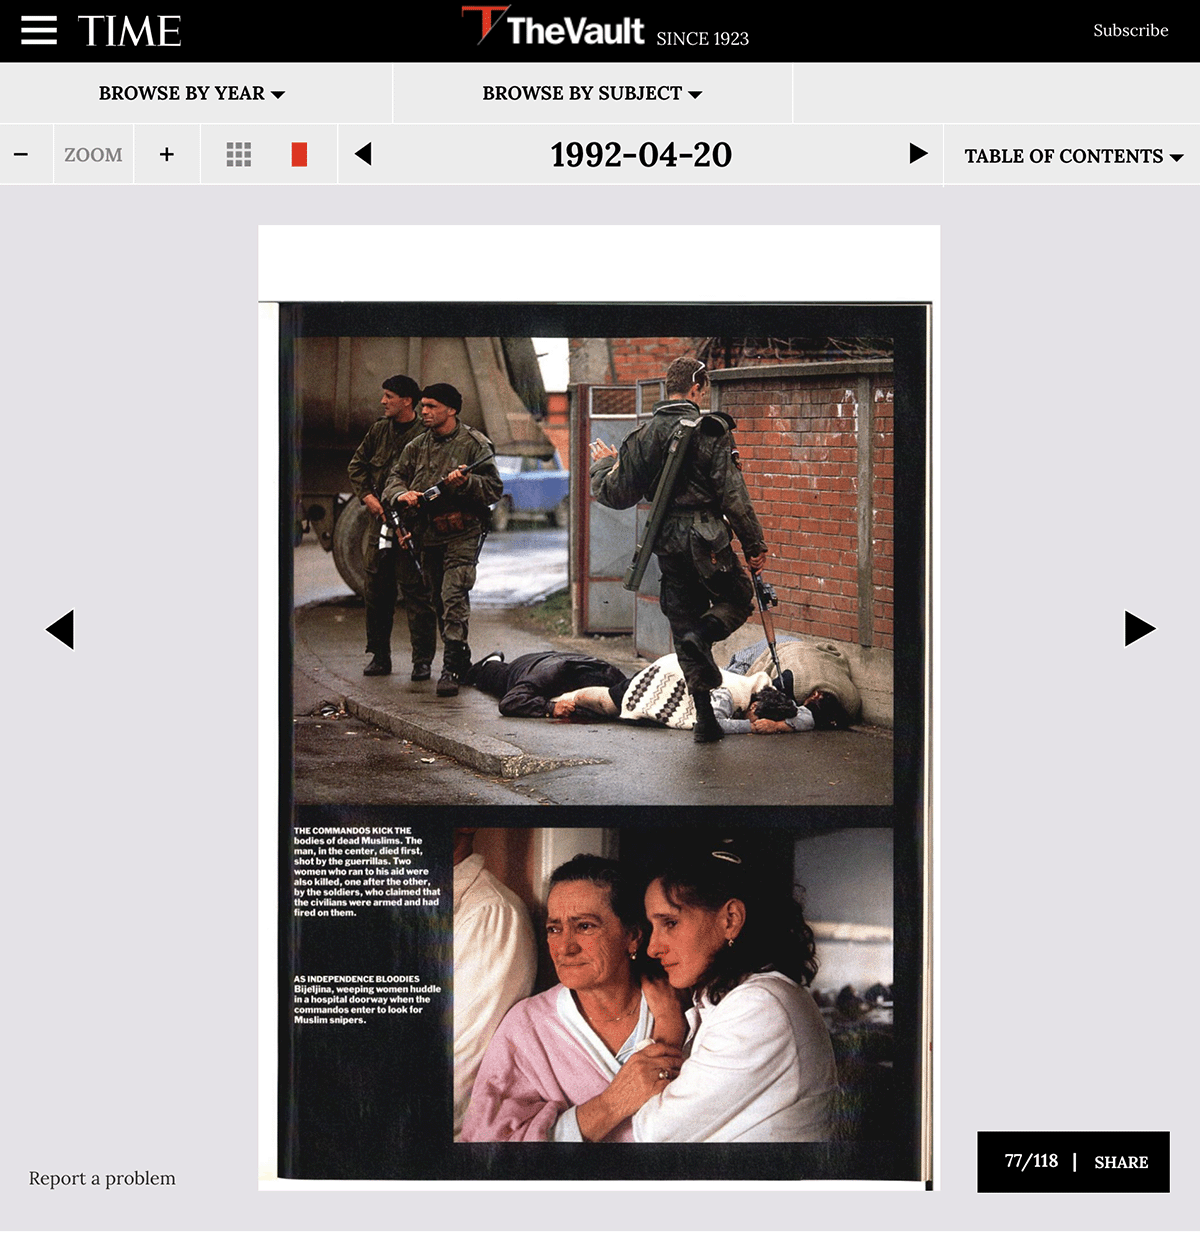 TIME
TheVault SINCE 1923
Subscribe
BROWSE BY YEAR
BROWSE BY SUBJECT
− ZOOM +
1992-04-20
TABLE OF CONTENTS
THE COMMANDOS KICK THE
bodies of dead Muslims. The
man, in the center, died first,
shot by the guerrillas. Two
women who ran to his aid were
also killed, one after the other,
by the soldiers, who claimed that
the civilians were armed and had
fired on them.
AS INDEPENDENCE BLOODIES
Bijeljina, weeping women huddle
in a hospital doorway when the
commandos enter to look for
Muslim snipers.
Report a problem
77/118 | SHARE